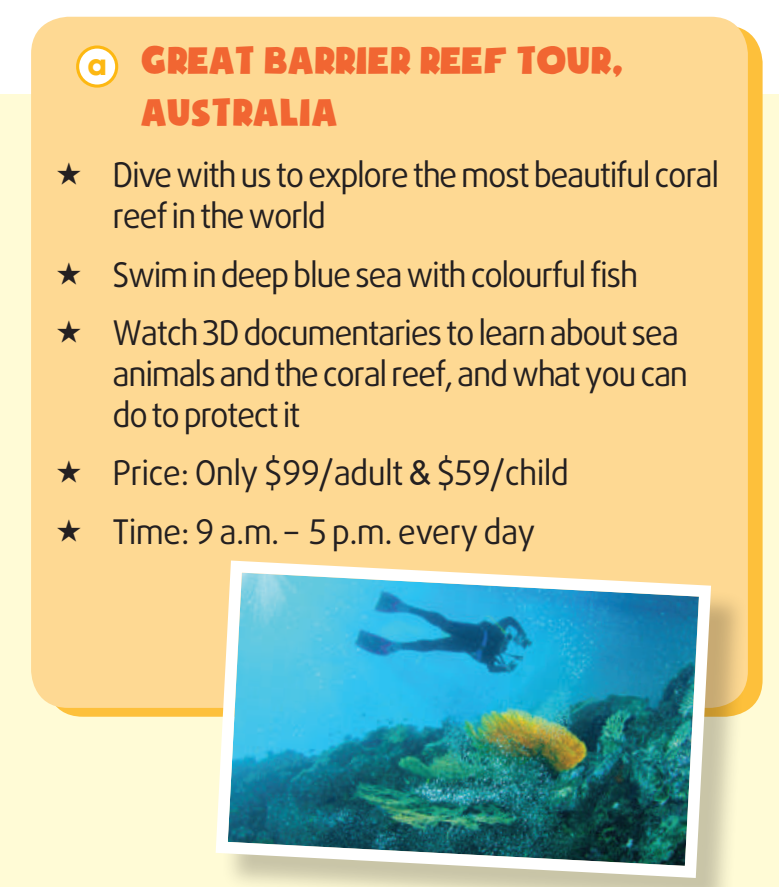 a GREAT BARRIER REEF TOUR,
AUSTRALIA
★ Dive with us to explore the most beautiful coral
reef in the world
★ Swim in deep blue sea with colourful fish
★ Watch 3D documentaries to learn about sea
animals and the coral reef, and what you can
do to protect it
★ Price: Only $99/adult & $59/child
★ Time: 9 a.m. – 5 p.m. every day